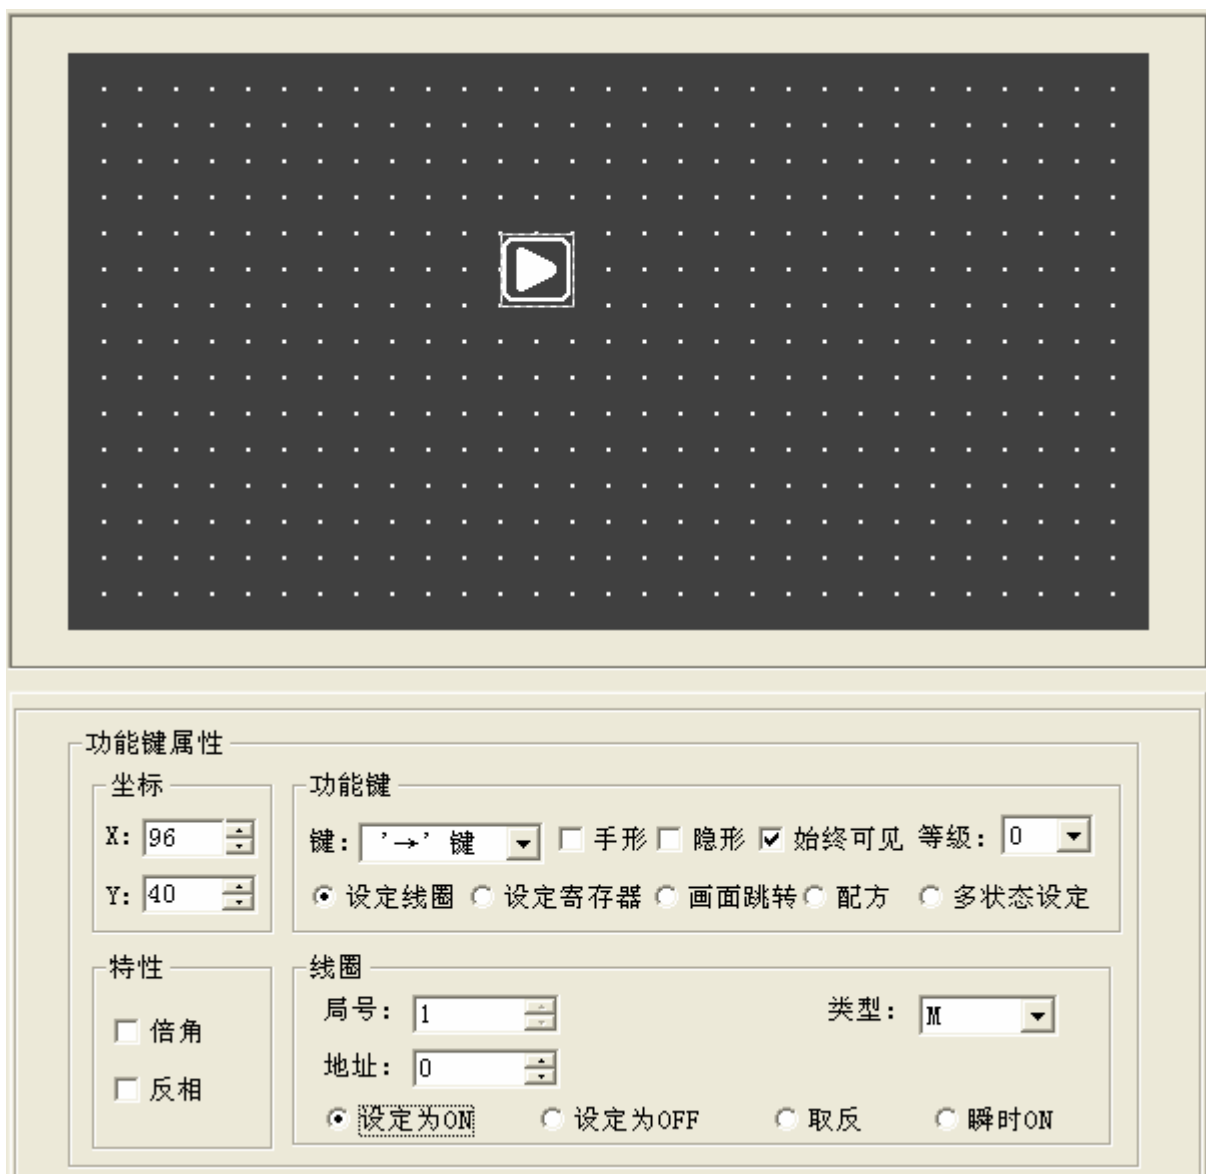 功能键属性
坐标
功能键
X: 96
键: '→' 键 手形 隐形 始终可见 等级: 0
Y: 40
设定线圈 设定寄存器 画面跳转 配方 多状态设定
特性
线圈
局号: 1 类型: M
倍角
地址: 0
反相
设定为ON 设定为OFF 取反 瞬时ON